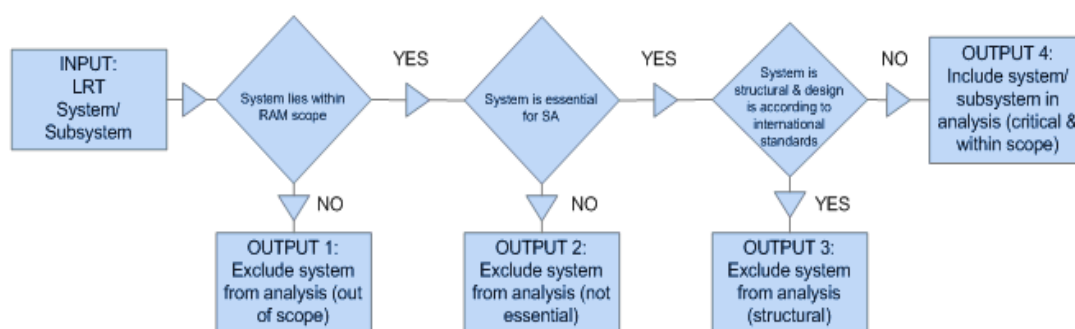 INPUT:
LRT
System/
Subsystem
System lies within
RAM scope
YES
System is essential
for SA
YES
System is
structural & design
is according to
international
standards
NO
OUTPUT 4:
Include system/
subsystem in
analysis (critical &
within scope)
NO
OUTPUT 1:
Exclude system
from analysis (out
of scope)
NO
OUTPUT 2:
Exclude system
from analysis (not
essential)
YES
OUTPUT 3:
Exclude system
from analysis
(structural)